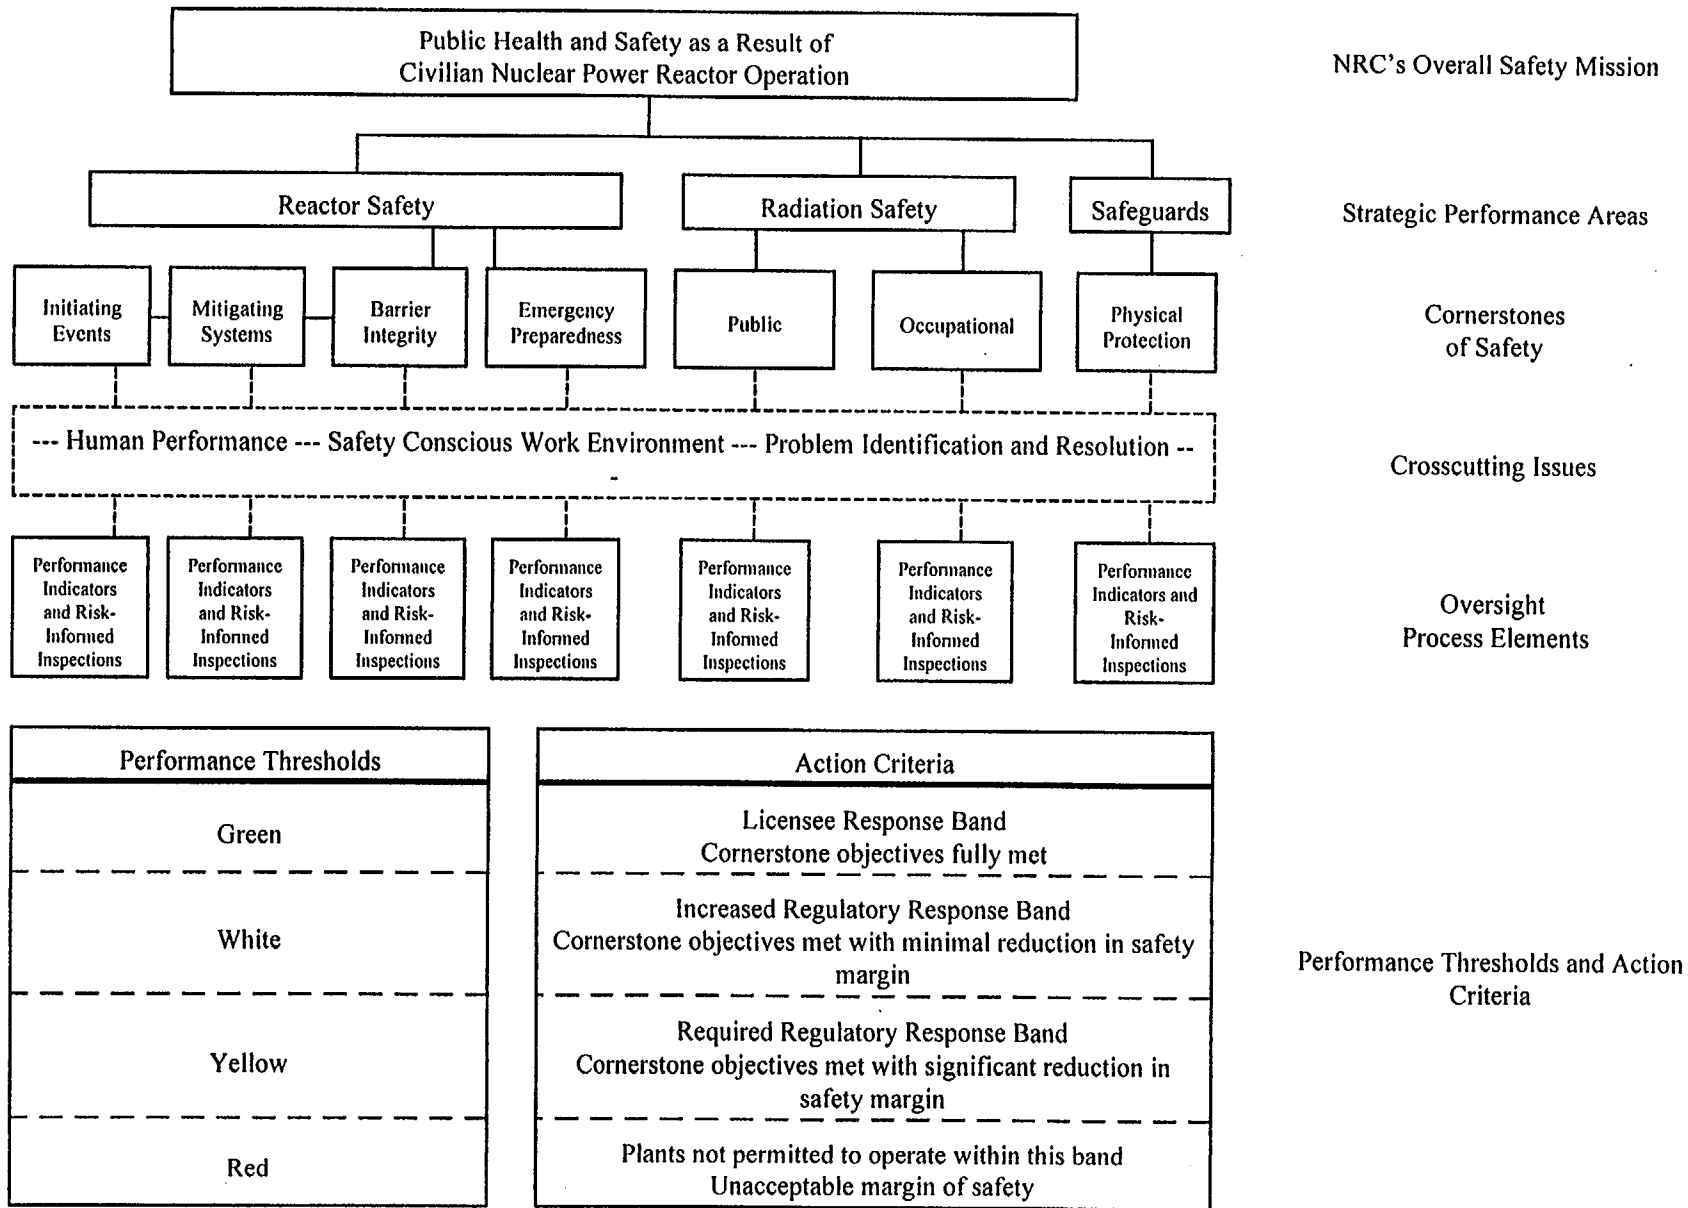 Public Health and Safety as a Result of
Civilian Nuclear Power Reactor Operation
NRC's Overall Safety Mission
Reactor Safety
Radiation Safety
Safeguards
Strategic Performance Areas
Initiating
Events
Mitigating
Systems
Barrier
Integrity
Emergency
Preparedness
Public
Occupational
Physical
Protection
Cornerstones
of Safety
--- Human Performance --- Safety Conscious Work Environment --- Problem Identification and Resolution --
-
Crosscutting Issues
Performance
Indicators
and Risk-
Informed
Inspections
Performance
Indicators
and Risk-
Informed
Inspections
Performance
Indicators
and Risk-
Informed
Inspections
Performance
Indicators
and Risk-
Informed
Inspections
Performance
Indicators
and Risk-
Informed
Inspections
Performance
Indicators
and Risk-
Informed
Inspections
Performance
Indicators and
Risk-
Informed
Inspections
Oversight
Process Elements
Performance Thresholds
Green
White
Yellow
Red
Action Criteria
Licensee Response Band
Cornerstone objectives fully met
Increased Regulatory Response Band
Cornerstone objectives met with minimal reduction in safety
margin
Required Regulatory Response Band
Cornerstone objectives met with significant reduction in
safety margin
Plants not permitted to operate within this band
Unacceptable margin of safety
Performance Thresholds and Action
Criteria